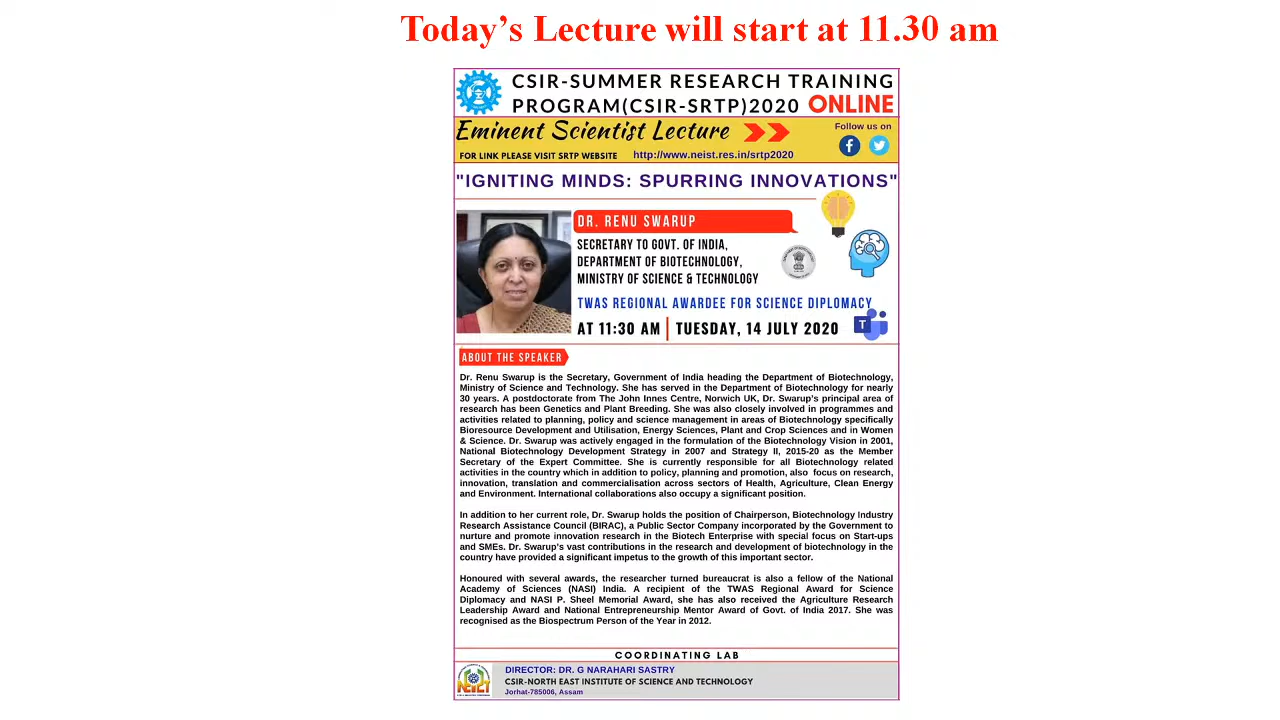 Today's Lecture will start at 11.30 am
CSIR-SUMMER RESEARCH TRAINING
PROGRAM(CSIR-SRTP)2020 ONLINE
Eminent Scientist Lecture
Follow us on
FOR LINK PLEASE VISIT SRTP WEBSITE http://www.neist.res.in/srtp2020
"IGNITING MINDS: SPURRING INNOVATIONS"
DR. RENU SWARUP
SECRETARY TO GOVT. OF INDIA,
DEPARTMENT OF BIOTECHNOLOGY,
MINISTRY OF SCIENCE & TECHNOLOGY
TWAS REGIONAL AWARDEE FOR SCIENCE DIPLOMACY
AT 11:30 AM TUESDAY, 14 JULY 2020
T
ABOUT THE SPEAKER
Dr. Renu Swarup is the Secretary, Government of India heading the Department of Biotechnology,
Ministry of Science and Technology. She has served in the Department of Biotechnology for nearly
30 years. A postdoctorate from The John Innes Centre, Norwich UK, Dr. Swarup's principal area of
research has been Genetics and Plant Breeding. She was also closely involved in programmes and
activities related to planning, policy and science management in areas of Biotechnology specifically
Bioresource Development and Utilisation, Energy Sciences, Plant and Crop Sciences and in Women
& Science. Dr. Swarup was actively engaged in the formulation of the Biotechnology Vision in 2001,
National Biotechnology Development Strategy in 2007 and Strategy II, 2015-20 as the Member
Secretary of the Expert Committee. She is currently responsible for all Biotechnology related
activities in the country which in addition to policy, planning and promotion, also focus on research,
innovation, translation and commercialisation across sectors of Health, Agriculture, Clean Energy
and Environment. International collaborations also occupy a significant position.
In addition to her current role, Dr. Swarup holds the position of Chairperson, Biotechnology Industry
Research Assistance Council (BIRAC), a Public Sector Company incorporated by the Government to
nurture and promote innovation research in the Biotech Enterprise with special focus on Start-ups
and SMEs. Dr. Swarup's vast contributions in the research and development of biotechnology in the
country have provided a significant impetus to the growth of this important sector.
Honoured with several awards, the researcher turned bureaucrat is also a fellow of the National
Academy of Sciences (NASI) India. A recipient of the TWAS Regional Award for Science
Diplomacy and NASI P. Sheel Memorial Award, she has also received the Agriculture Research
Leadership Award and National Entrepreneurship Mentor Award of Govt. of India 2017. She was
recognised as the Biospectrum Person of the Year in 2012.
COORDINATING LAB
DIRECTOR: DR. G NARAHARI SASTRY
CSIR-NORTH EAST INSTITUTE OF SCIENCE AND TECHNOLOGY
Jorhat-785006, Assam